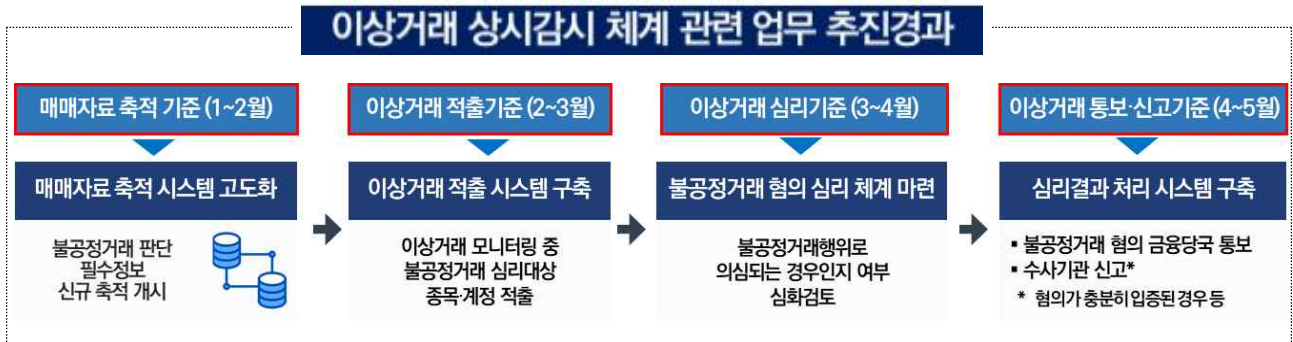 이상거래 상시감시 체계 관련 업무 추진경과
매매자료 축적 기준 (1~2월)
매매자료 축적 시스템 고도화
불공정거래 판단
필수정보
신규 축적 개시
이상거래 적출기준 (2~3월)
이상거래 적출 시스템 구축
이상거래 모니터링 중
불공정거래 심리대상
종목·계정 적출
이상거래 심리기준 (3~4월)
불공정거래 혐의 심리 체계 마련
불공정거래행위로
의심되는 경우인지 여부
심화검토
이상거래 통보·신고기준 (4~5월)
심리결과 처리 시스템 구축
▪ 불공정거래 혐의 금융당국 통보
▪ 수사기관 신고*
* 혐의가 충분히 입증된 경우 등